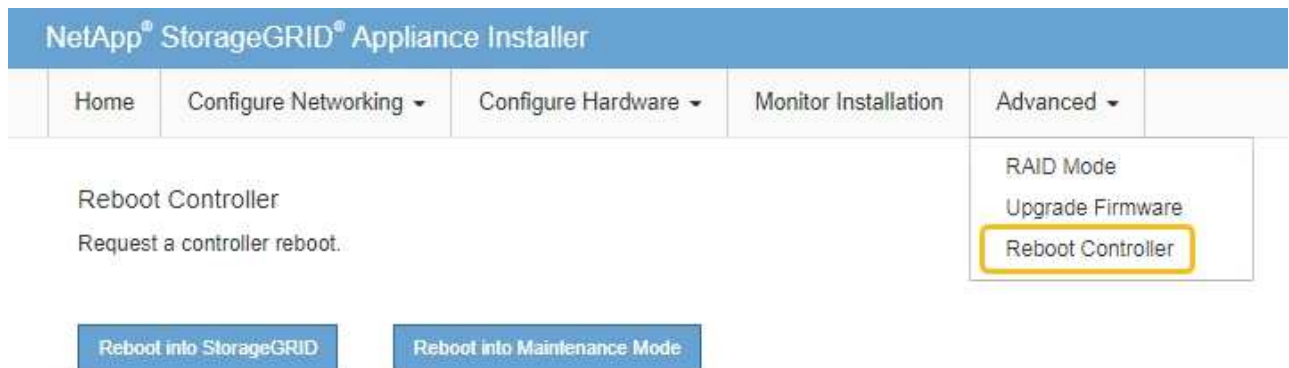 NetApp® StorageGRID® Appliance Installer
Home Configure Networking Configure Hardware Monitor Installation Advanced
RAID Mode
Upgrade Firmware
Reboot Controller
Reboot Controller
Request a controller reboot.
Reboot into StorageGRID Reboot into Maintenance Mode